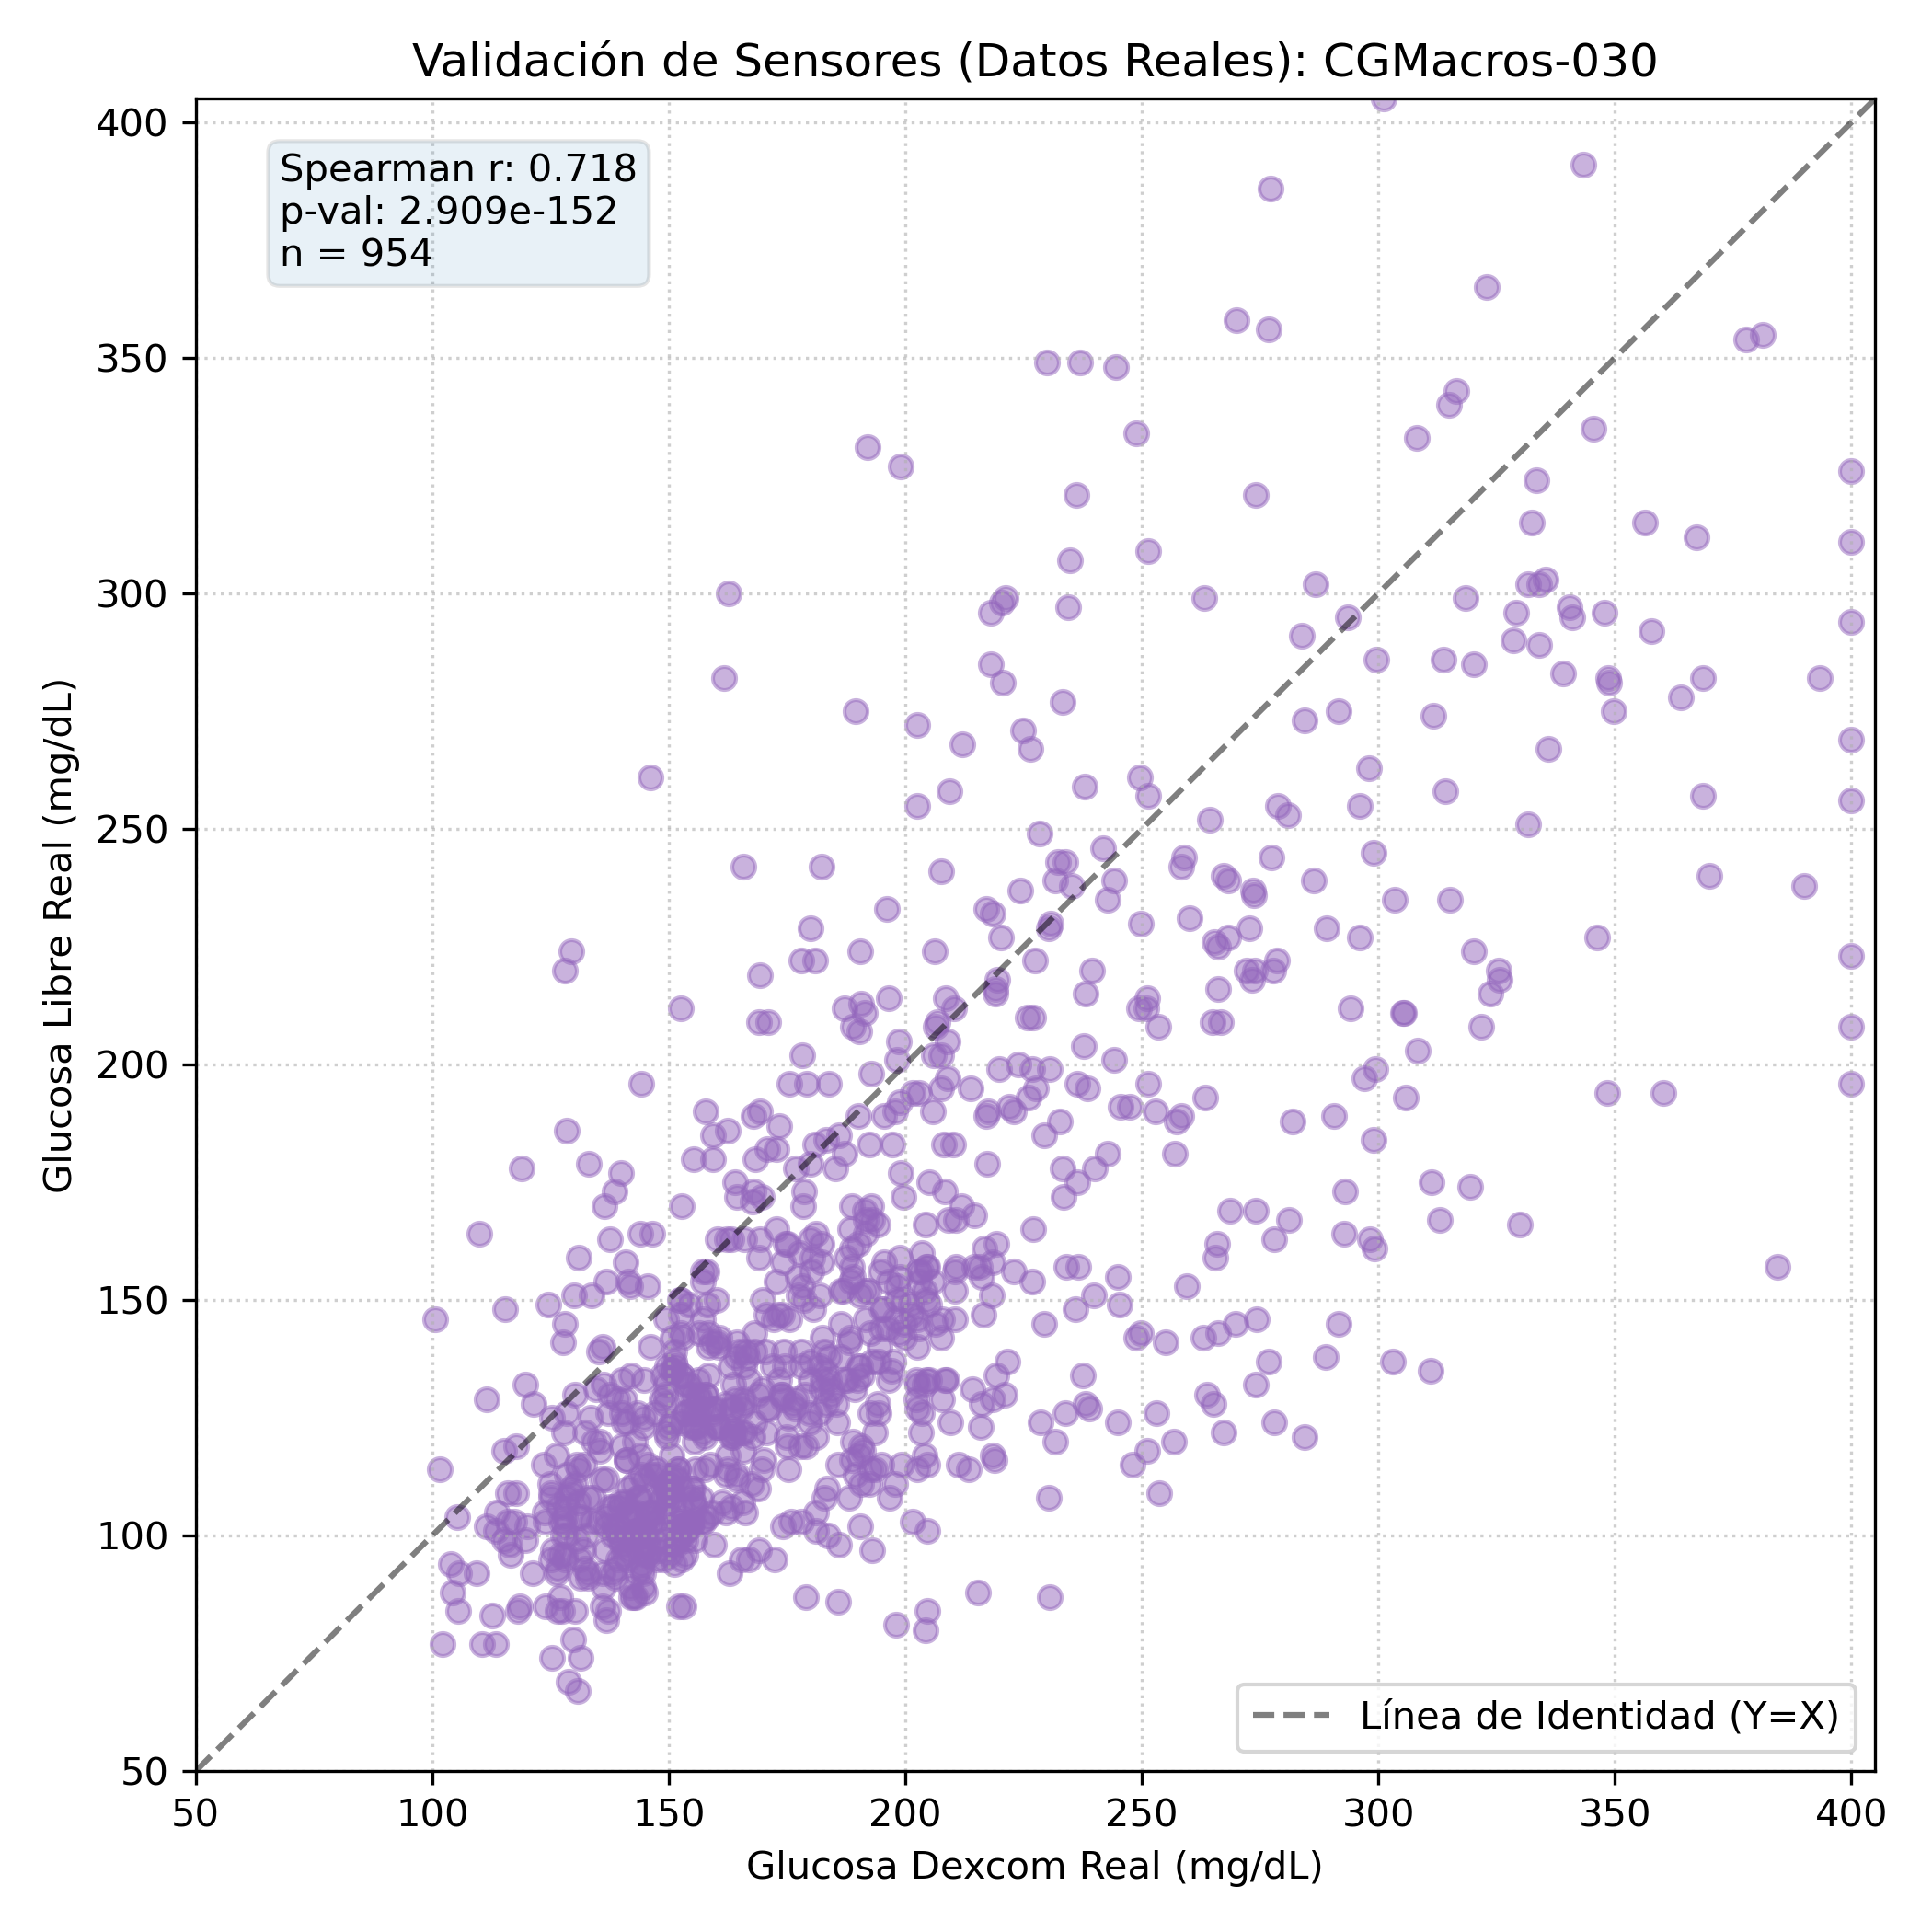 Validación de Sensores (Datos Reales): CGMacros-030
Spearman r: 0.718
p-val: 2.909e-152
n = 954
400
350
300
250
200
150
100
50
Glucosa Libre Real (mg/dL)
Línea de Identidad (Y=X)
50
100
150
200
250
300
350
400
Glucosa Dexcom Real (mg/dL)